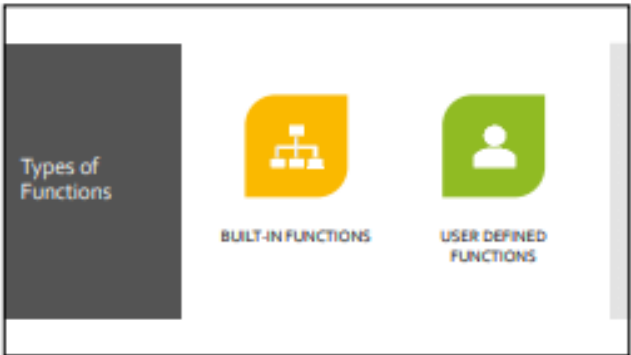 Types of
Functions
BUILT-IN FUNCTIONS
USER DEFINED
FUNCTIONS